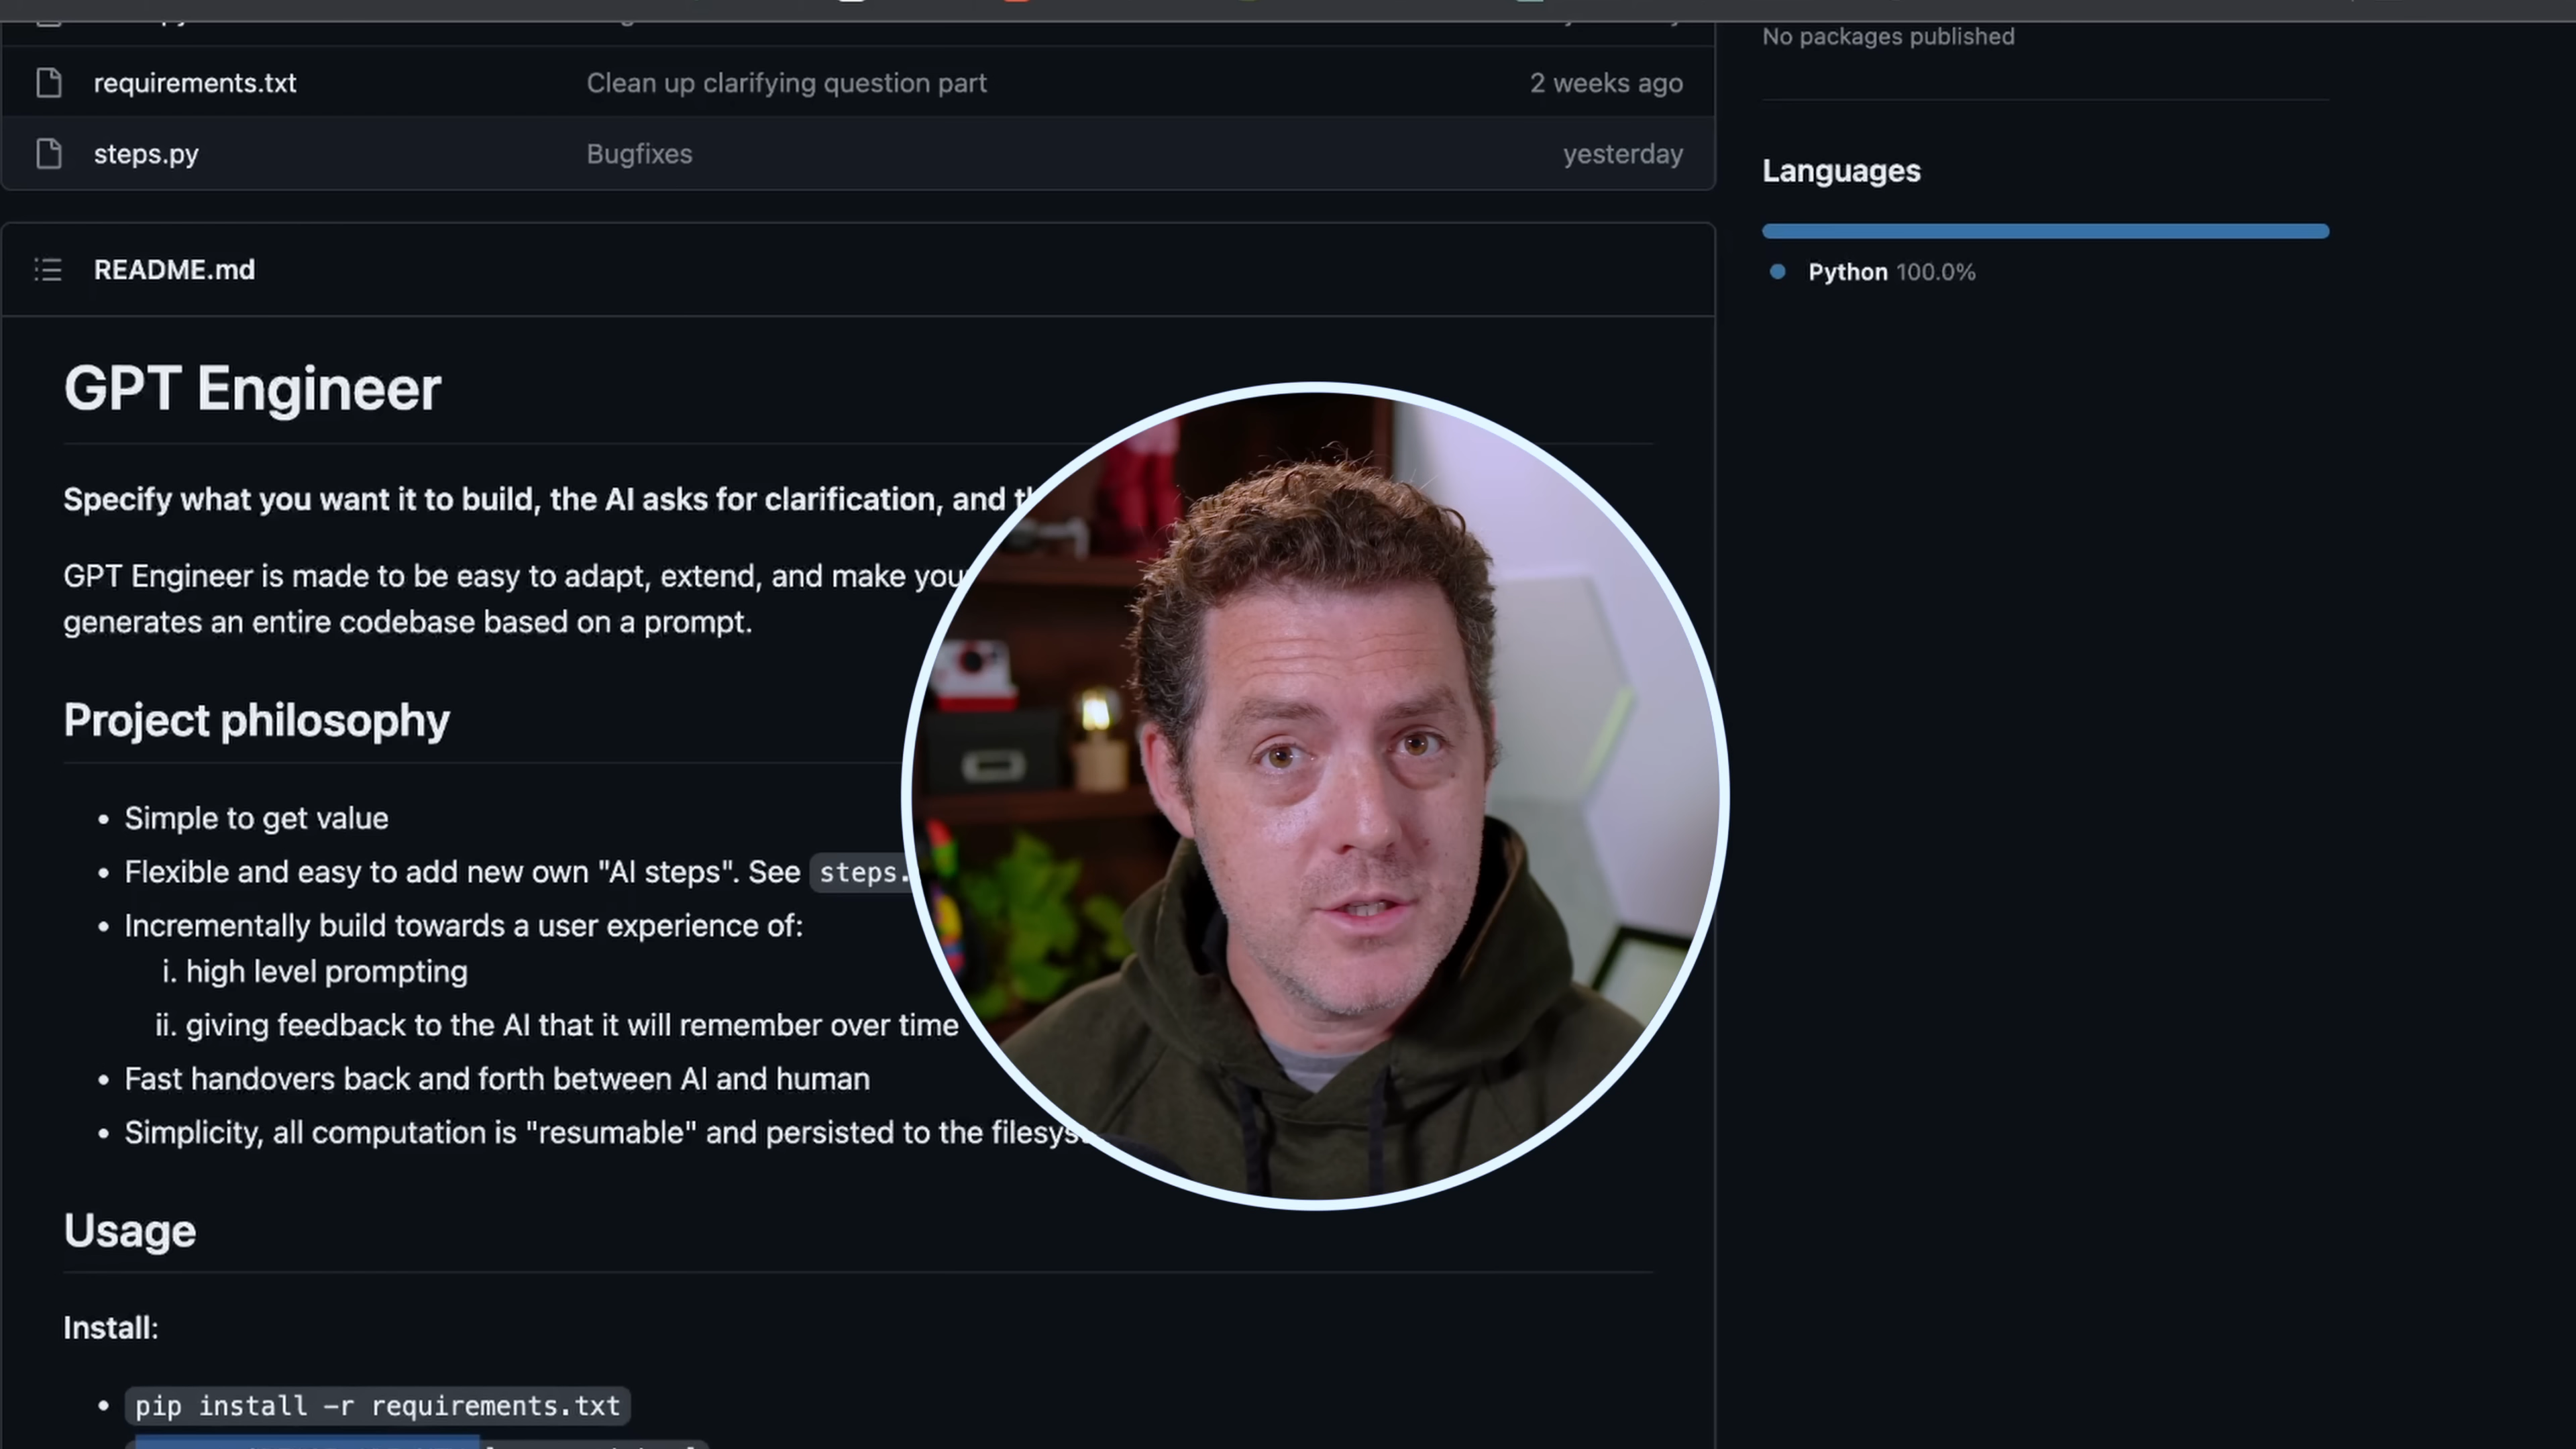 No packages published
requirements.txt Clean up clarifying question part 2 weeks ago
steps.py Bugfixes yesterday
Languages
Python 100.0%
README.md
GPT Engineer
Specify what you want it to build, the AI asks for clarification, and
GPT Engineer is made to be easy to adapt, extend, and make
generates an entire codebase based on a prompt.
Project philosophy
• Simple to get value
• Flexible and easy to add new own "AI steps". See steps.
• Incrementally build towards a user experience of:
i. high level prompting
ii. giving feedback to the AI that it will remember over time
• Fast handovers back and forth between AI and human
• Simplicity, all computation is "resumable" and persisted to the
Usage
Install:
• pip install -r requirements.txt